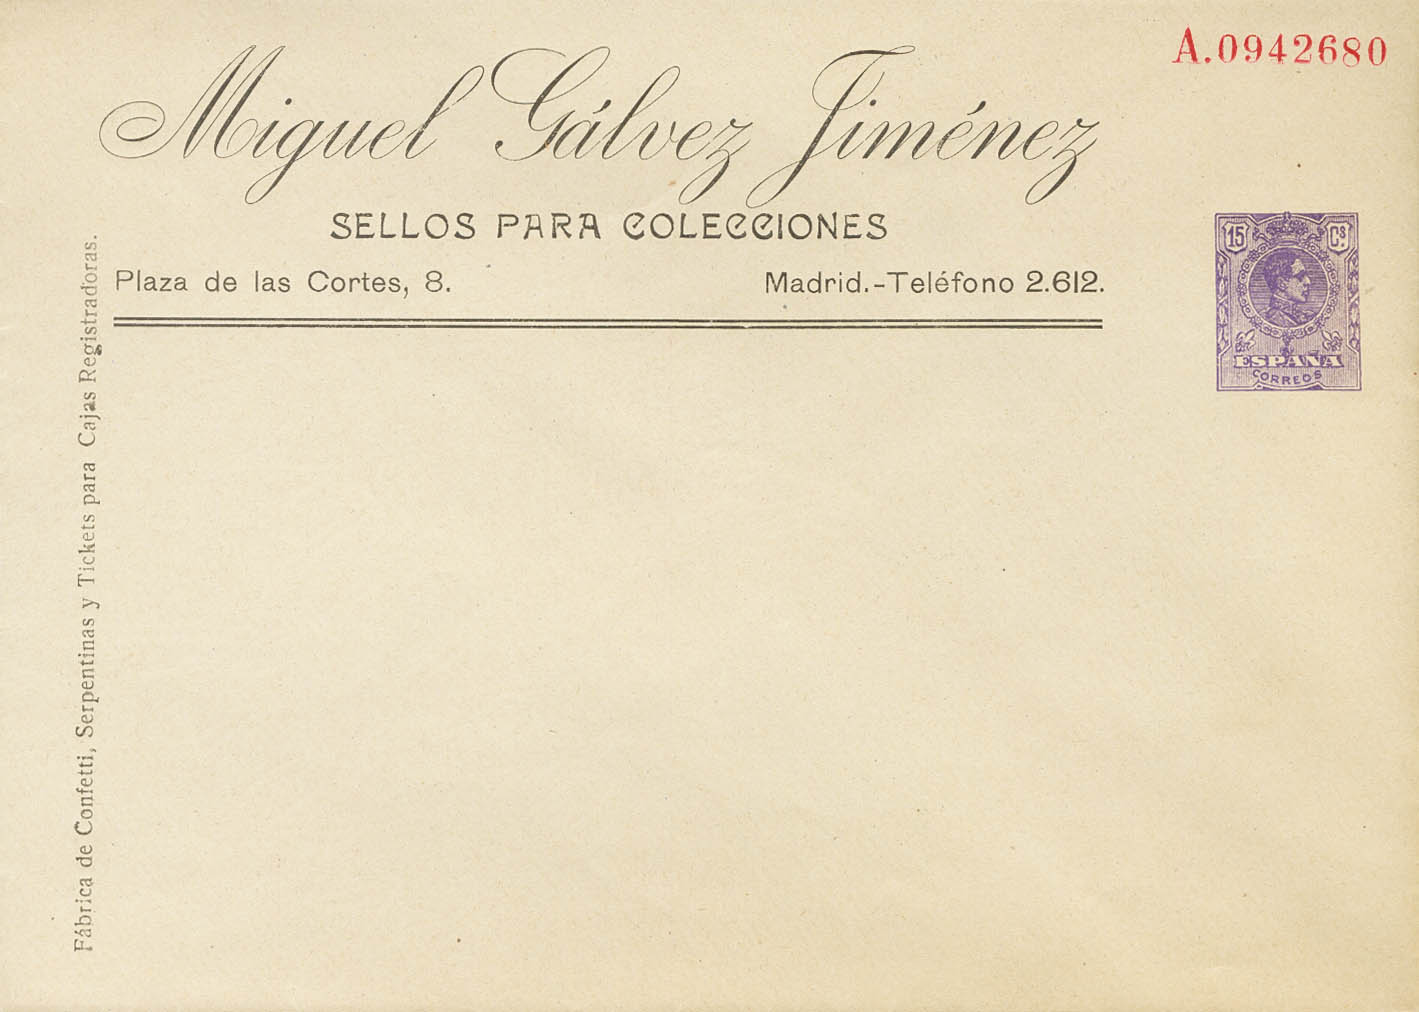 A.0942680
Miguel Gálvez Jiménez
SELLOS PARA COLECCIONES
Plaza de las Cortes, 8.
Madrid.-Teléfono 2.612.
15 Cs.
ESPAÑA
CORREOS
Fábrica de Confetti, Serpentinas y Tickets para Cajas Registradoras.